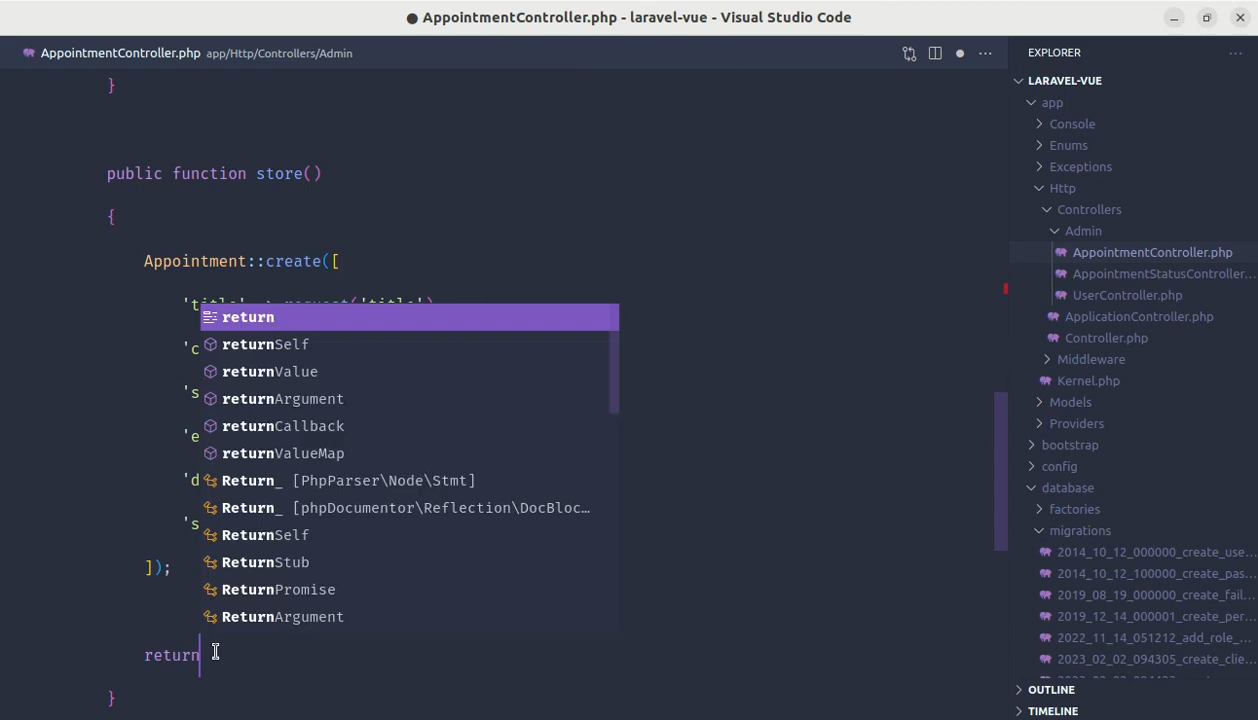 AppointmentController.php - laravel-vue - Visual Studio Code
AppointmentController.php app/Http/Controllers/Admin
}
public function store()
{
Appointment::create([
'title' => request('title'),
'c
's
'e
'd
's
]);
return
}
return
returnSelf
returnValue
returnArgument
returnCallback
returnValueMap
Return_ [PhpParser\Node\Stmt]
Return_ [phpDocumentor\Reflection\DocBloc...
ReturnSelf
ReturnStub
ReturnPromise
ReturnArgument
EXPLORER
LARAVEL-VUE
app
Console
Enums
Exceptions
Http
Controllers
Admin
AppointmentController.php
AppointmentStatusController...
UserController.php
ApplicationController.php
Controller.php
Middleware
Kernel.php
Models
Providers
bootstrap
config
database
factories
migrations
2014_10_12_000000_create_use...
2014_10_12_100000_create_pas...
2019_08_19_000000_create_fail...
2019_12_14_000001_create_per...
2022_11_14_051212_add_role_...
2023_02_02_094305_create_clie...
OUTLINE
TIMELINE